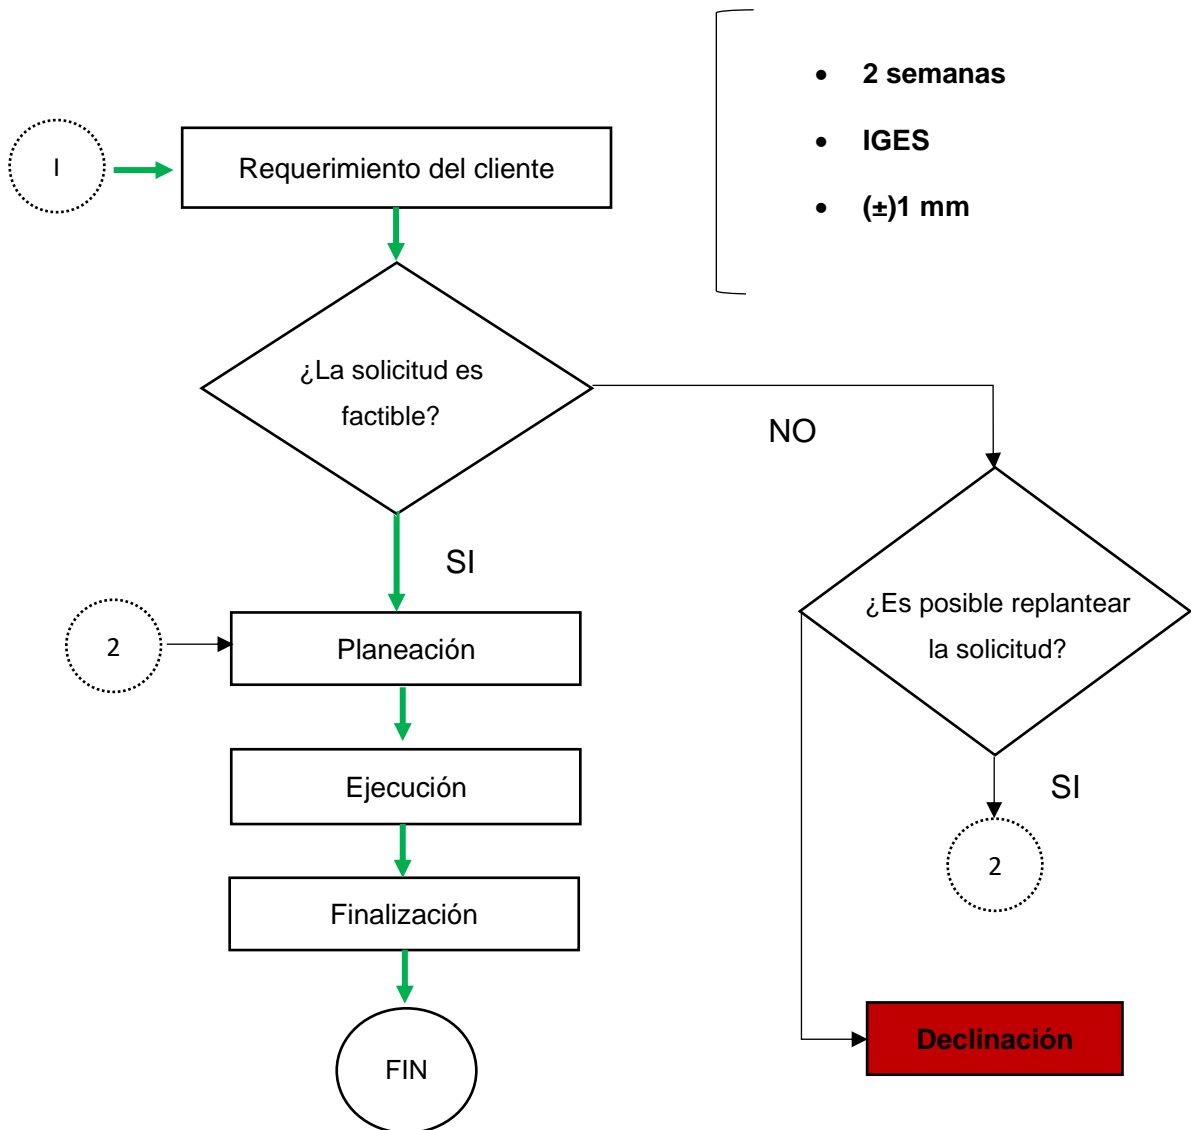 • 2 semanas
• IGES
• (±)1 mm
I
Requerimiento del cliente
¿La solicitud es
factible?
NO
SI
¿Es posible replantear
la solicitud?
2
Planeación
SI
Ejecución
2
Finalización
Declinación
FIN